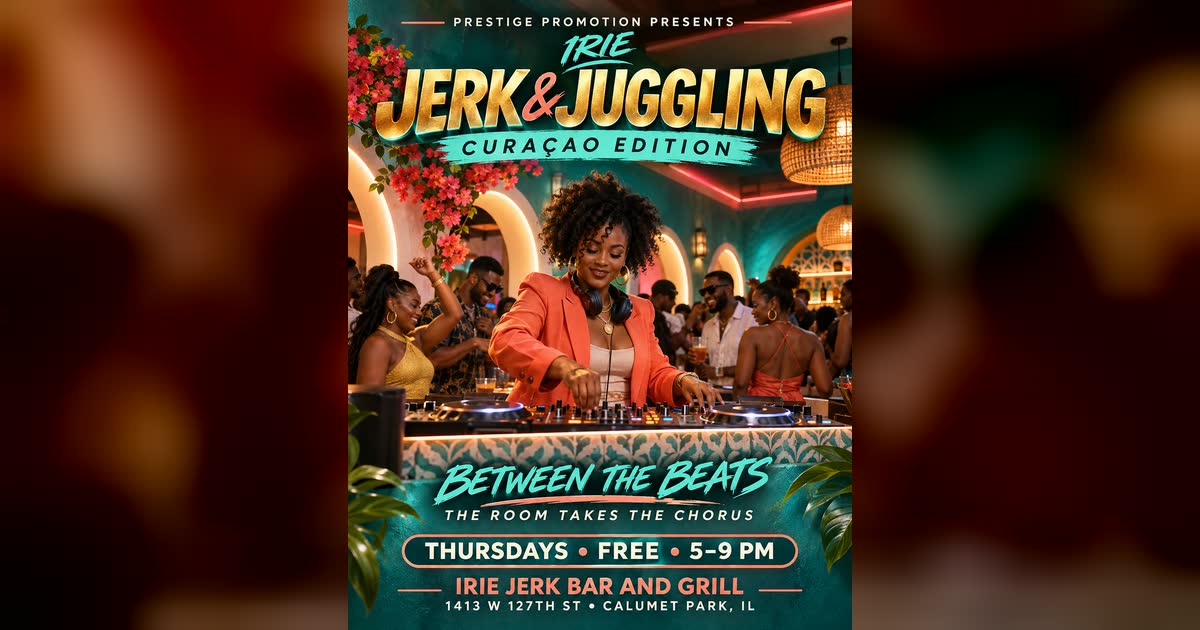 PRESTIGE PROMOTION PRESENTS
IRIE
JERK & JUGGLING
CURAÇAO EDITION
BETWEEN THE BEATS
THE ROOM TAKES THE CHORUS
THURSDAYS • FREE • 5–9 PM
IRIE JERK BAR AND GRILL
1413 W 127TH ST • CALUMET PARK, IL